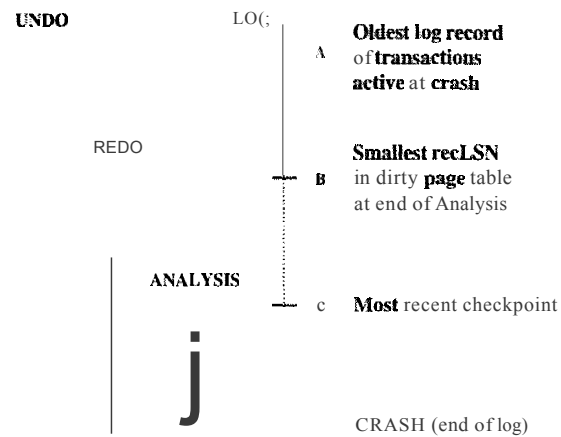 UNDO
LO(;
A
Oldest log record
of transactions
active at crash
REDO
B
Smallest recLSN
in dirty page table
at end of Analysis
ANALYSIS
c
Most recent checkpoint
j
CRASH (end of log)